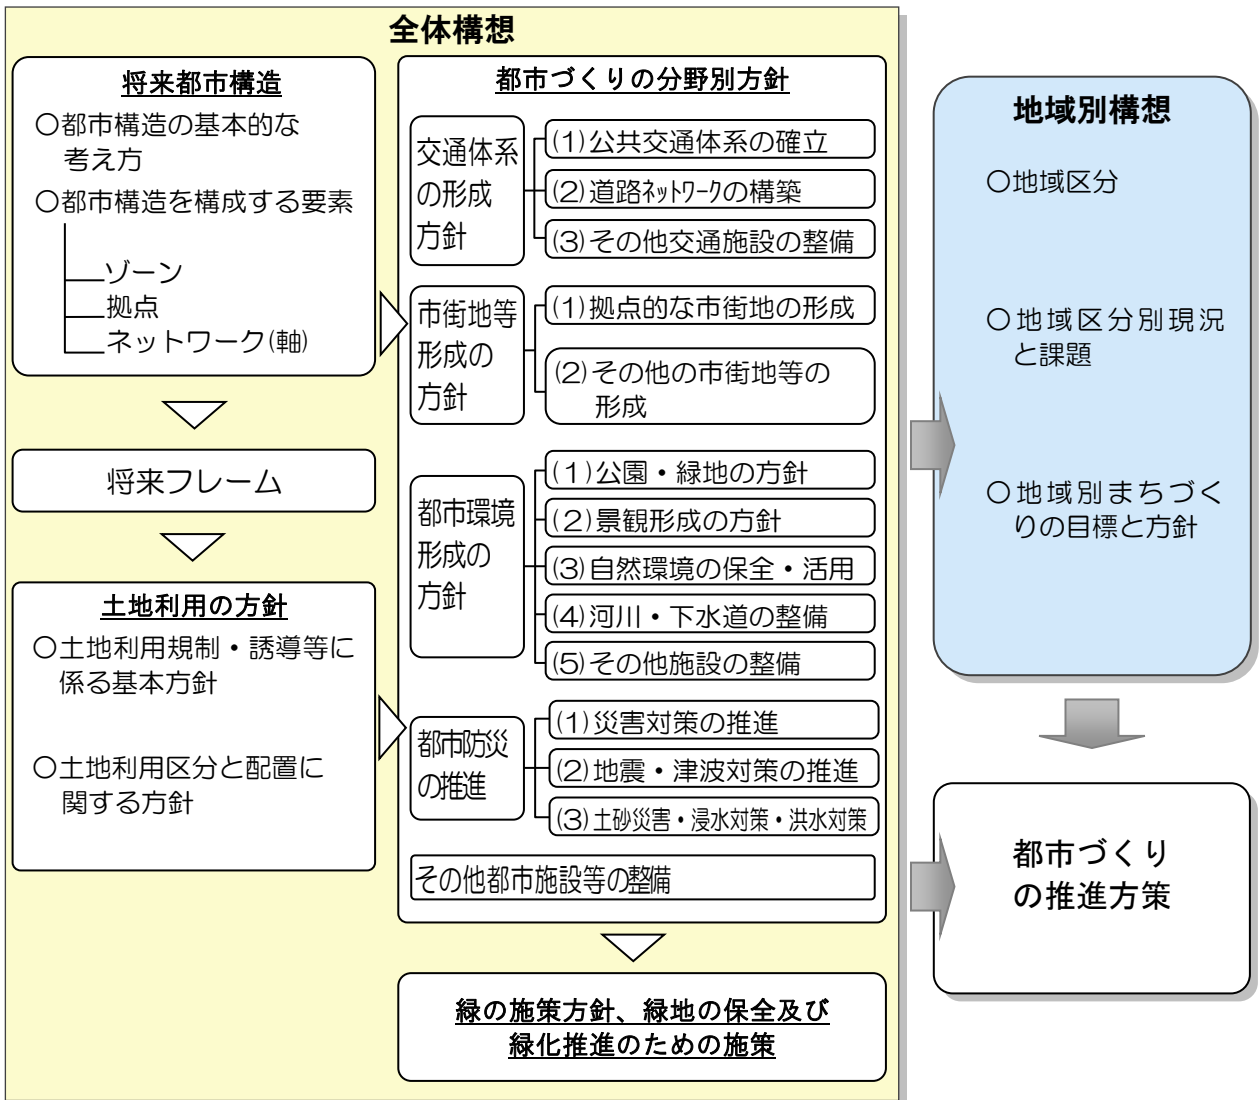 全体構想
将来都市構造
○都市構造の基本的な
考え方
○都市構造を構成する要素
ゾーン
拠点
ネットワーク(軸)
将来フレーム
土地利用の方針
○土地利用規制・誘導等に
係る基本方針
○土地利用区分と配置に
関する方針
都市づくりの分野別方針
交通体系
の形成
方針
(1)公共交通体系の確立
(2)道路ﾈｯﾄﾜｰｸの構築
(3)その他交通施設の整備
市街地等
形成の
方針
(1)拠点的な市街地の形成
(2)その他の市街地等の
形成
都市環境
形成の
方針
(1)公園・緑地の方針
(2)景観形成の方針
(3)自然環境の保全・活用
(4)河川・下水道の整備
(5)その他施設の整備
都市防災
の推進
(1)災害対策の推進
(2)地震・津波対策の推進
(3)土砂災害・浸水対策・洪水対策
その他都市施設等の整備
緑の施策方針、緑地の保全及び
緑化推進のための施策
地域別構想
○地域区分
○地域区分別現況
と課題
○地域別まちづく
りの目標と方針
都市づくり
の推進方策